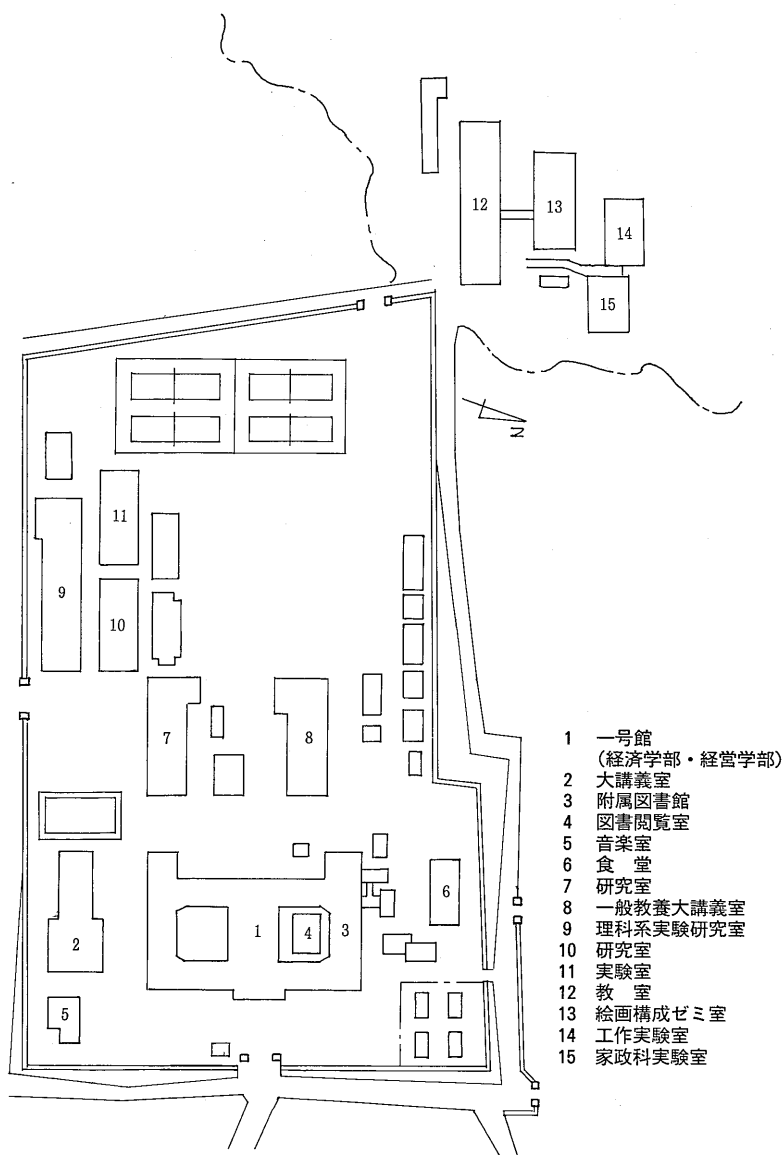 12
13
14
15
N
11
9
10
7
8
6
1
4
3
2
5
1 一号館
(経済学部・経営学部)
2 大講義室
3 附属図書館
4 図書閲覧室
5 音楽室
6 食 堂
7 研究室
8 一般教養大講義室
9 理科系実験研究室
10 研究室
11 実験室
12 教 室
13 絵画構成ゼミ室
14 工作実験室
15 家政科実験室